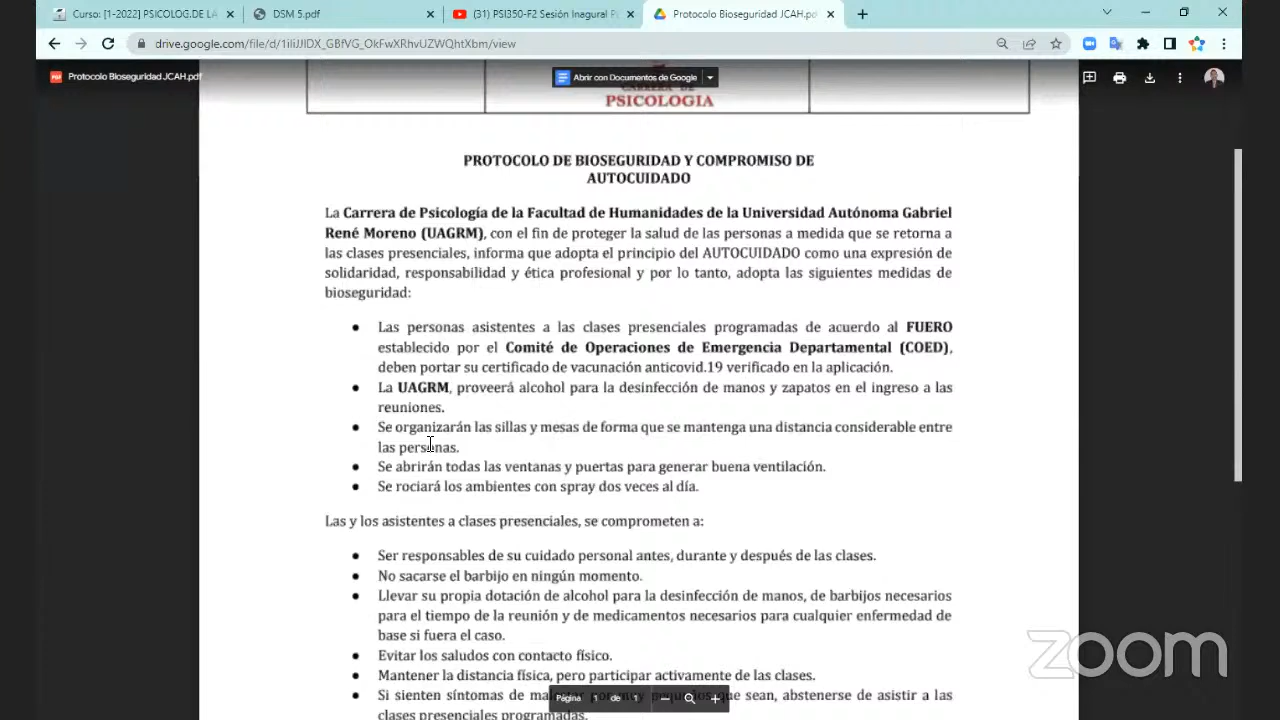 Curso: [1-2022] PSICOLOG.DE LA
DSM 5.pdf
(31) PSI350-F2 Sesión Inagural P
Protocolo Bioseguridad JCAH.pd
drive.google.com/file/d/1iliJJIDX_GBfVG_OkFwXRhvUZWQhtXbm/view
Protocolo Bioseguridad JCAH.pdf
Abrir con Documentos de Google
CARRERA DE
PSICOLOGIA
PROTOCOLO DE BIOSEGURIDAD Y COMPROMISO DE
AUTOCUIDADO
La Carrera de Psicología de la Facultad de Humanidades de la Universidad Autónoma Gabriel
René Moreno (UAGRM), con el fin de proteger la salud de las personas a medida que se retorna a
las clases presenciales, informa que adopta el principio del AUTOCUIDADO como una expresión de
solidaridad, responsabilidad y ética profesional y por lo tanto, adopta las siguientes medidas de
bioseguridad:
● Las personas asistentes a las clases presenciales programadas de acuerdo al FUERO
establecido por el Comité de Operaciones de Emergencia Departamental (COED),
deben portar su certificado de vacunación anticovid.19 verificado en la aplicación.
● La UAGRM, proveerá alcohol para la desinfección de manos y zapatos en el ingreso a las
reuniones.
● Se organizarán las sillas y mesas de forma que se mantenga una distancia considerable entre
las personas.
● Se abrirán todas las ventanas y puertas para generar buena ventilación.
● Se rociará los ambientes con spray dos veces al día.
Las y los asistentes a clases presenciales, se comprometen a:
● Ser responsables de su cuidado personal antes, durante y después de las clases.
● No sacarse el barbijo en ningún momento.
● Llevar su propia dotación de alcohol para la desinfección de manos, de barbijos necesarios
para el tiempo de la reunión y de medicamentos necesarios para cualquier enfermedad de
base si fuera el caso.
● Evitar los saludos con contacto físico.
● Mantener la distancia física, pero participar activamente de las clases.
● Si sienten síntomas de malestar por muy pequeños que sean, abstenerse de asistir a las
clases presenciales programadas.
Página 1 de 1
zoom